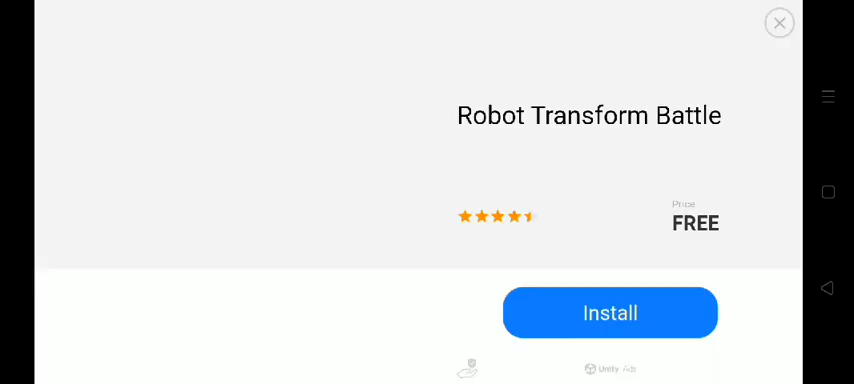 Robot Transform Battle
Price
FREE
Install
Unity Ads